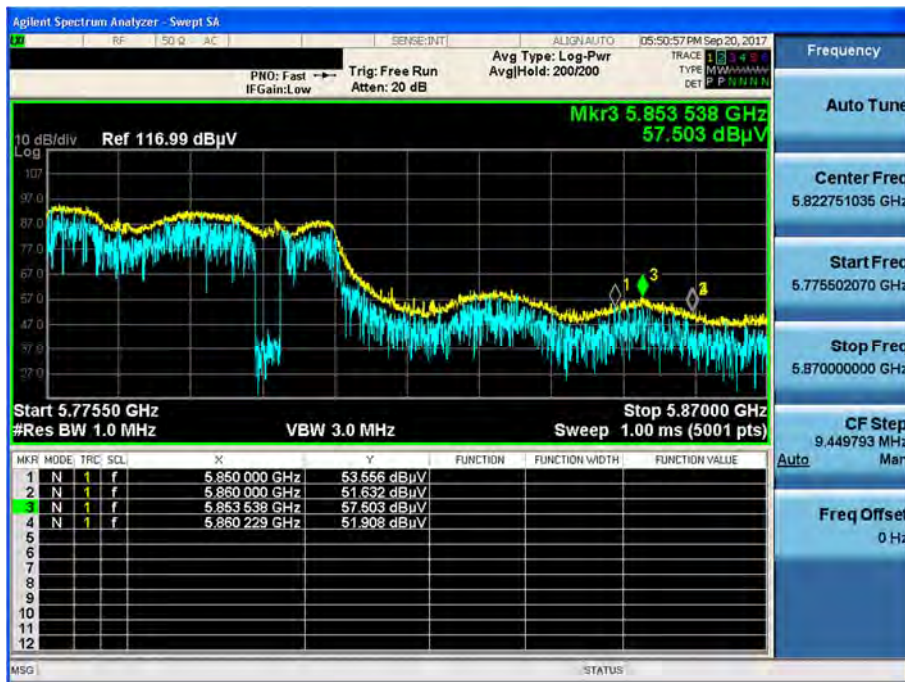 Agilent Spectrum Analyzer - Swept SA
RF 50 Ω AC SENSE:INT ALIGN AUTO 05:50:57 PM Sep 20, 2017
PNO: Fast IFGain:Low Trig: Free Run Atten: 20 dB Avg Type: Log-Pwr Avg|Hold: 200/200
TRACE 1 2 3 4 5 6
TYPE
DET P P N N N N
Frequency
Mkr3 5.853 538 GHz
57.503 dBµV
10 dB/div Ref 116.99 dBµV
Log
107
97.0
87.0
77.0
67.0
57.0
47.0
37.0
27.0
1
3
Start 5.77550 GHz Stop 5.87000 GHz
#Res BW 1.0 MHz VBW 3.0 MHz Sweep 1.00 ms (5001 pts)
MKR MODE TRC SCL X Y FUNCTION FUNCTION WIDTH FUNCTION VALUE
1 N 1 f 5.850 000 GHz 53.556 dBµV
2 N 1 f 5.860 000 GHz 51.632 dBµV
3 N 1 f 5.853 538 GHz 57.503 dBµV
4 N 1 f 5.860 229 GHz 51.908 dBµV
5
6
7
8
9
10
11
12
MSG STATUS
Auto Tune
Center Freq
5.822751035 GHz
Start Freq
5.775502070 GHz
Stop Freq
5.870000000 GHz
CF Step
9.449793 MHz
Auto Man
Freq Offset
0 Hz